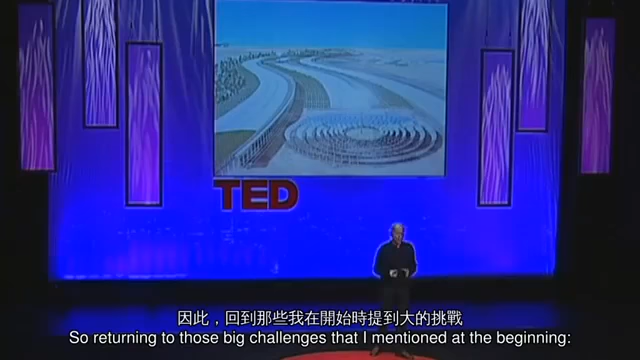 TED
因此，回到那些我在開始時提到大的挑戰
So returning to those big challenges that I mentioned at the beginning: